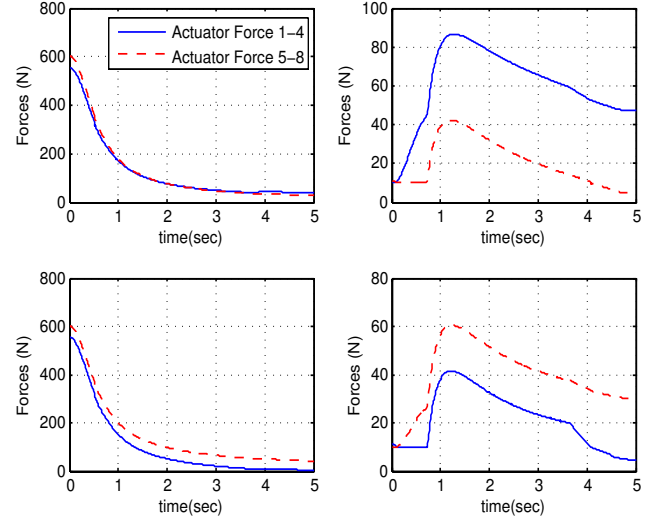 800
600
400
200
0
Forces (N)
Actuator Force 1-4
Actuator Force 5-8
0 1 2 3 4 5
time(sec)
100
80
60
40
20
0
Forces (N)
0 1 2 3 4 5
time(sec)
800
600
400
200
0
Forces (N)
0 1 2 3 4 5
time(sec)
80
60
40
20
0
Forces (N)
0 1 2 3 4 5
time(sec)